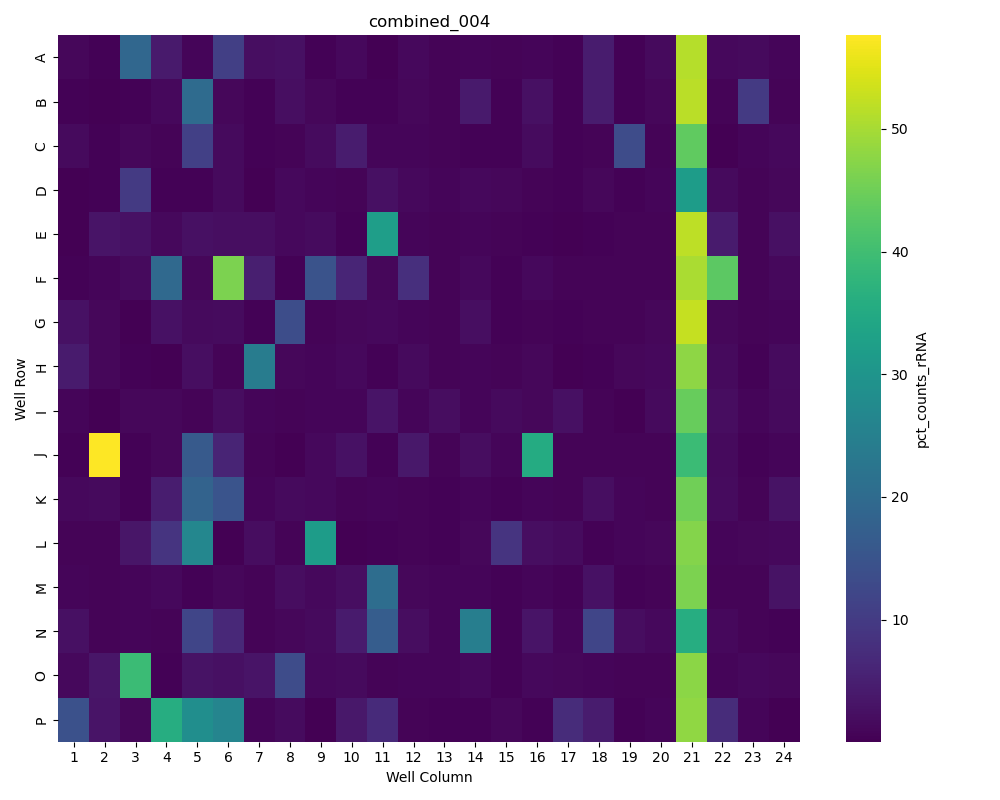 combined_004
A
B
C
D
E
F
G
H
I
J
K
L
M
N
O
P
Well Row
1 2 3 4 5 6 7 8 9 10 11 12 13 14 15 16 17 18 19 20 21 22 23 24
Well Column
50
40
30
20
10
pct_counts_rRNA